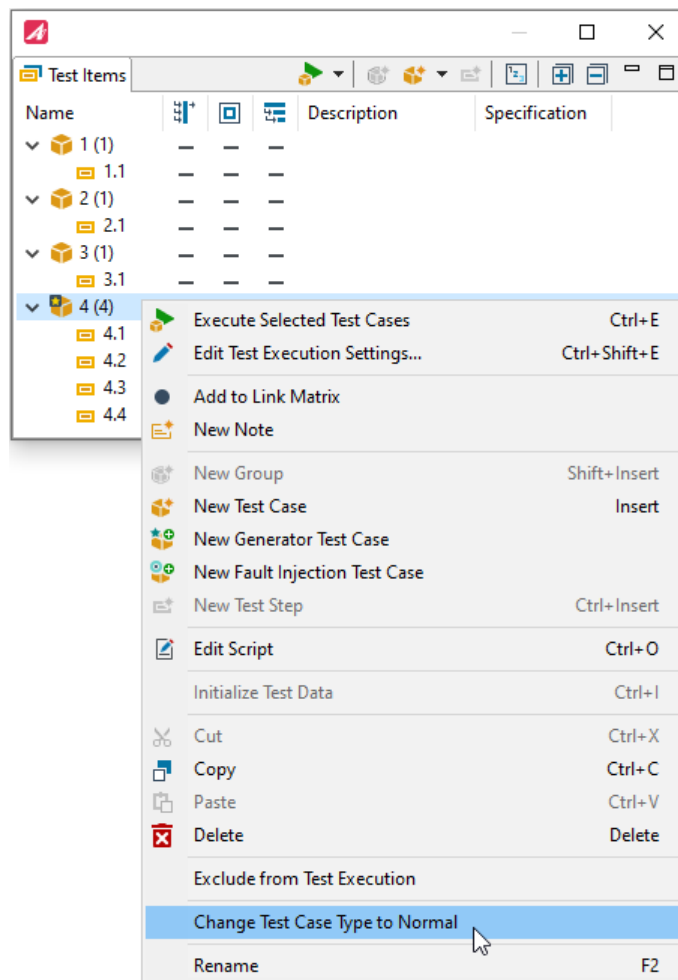 Test Items
Name Description Specification
1 (1)
1.1
2 (1)
2.1
3 (1)
3.1
4 (4)
4.1
4.2
4.3
4.4
Execute Selected Test Cases Ctrl+E
Edit Test Execution Settings... Ctrl+Shift+E
Add to Link Matrix
New Note
New Group Shift+Insert
New Test Case Insert
New Generator Test Case
New Fault Injection Test Case
New Test Step Ctrl+Insert
Edit Script Ctrl+O
Initialize Test Data Ctrl+I
Cut Ctrl+X
Copy Ctrl+C
Paste Ctrl+V
Delete Delete
Exclude from Test Execution
Change Test Case Type to Normal
Rename F2